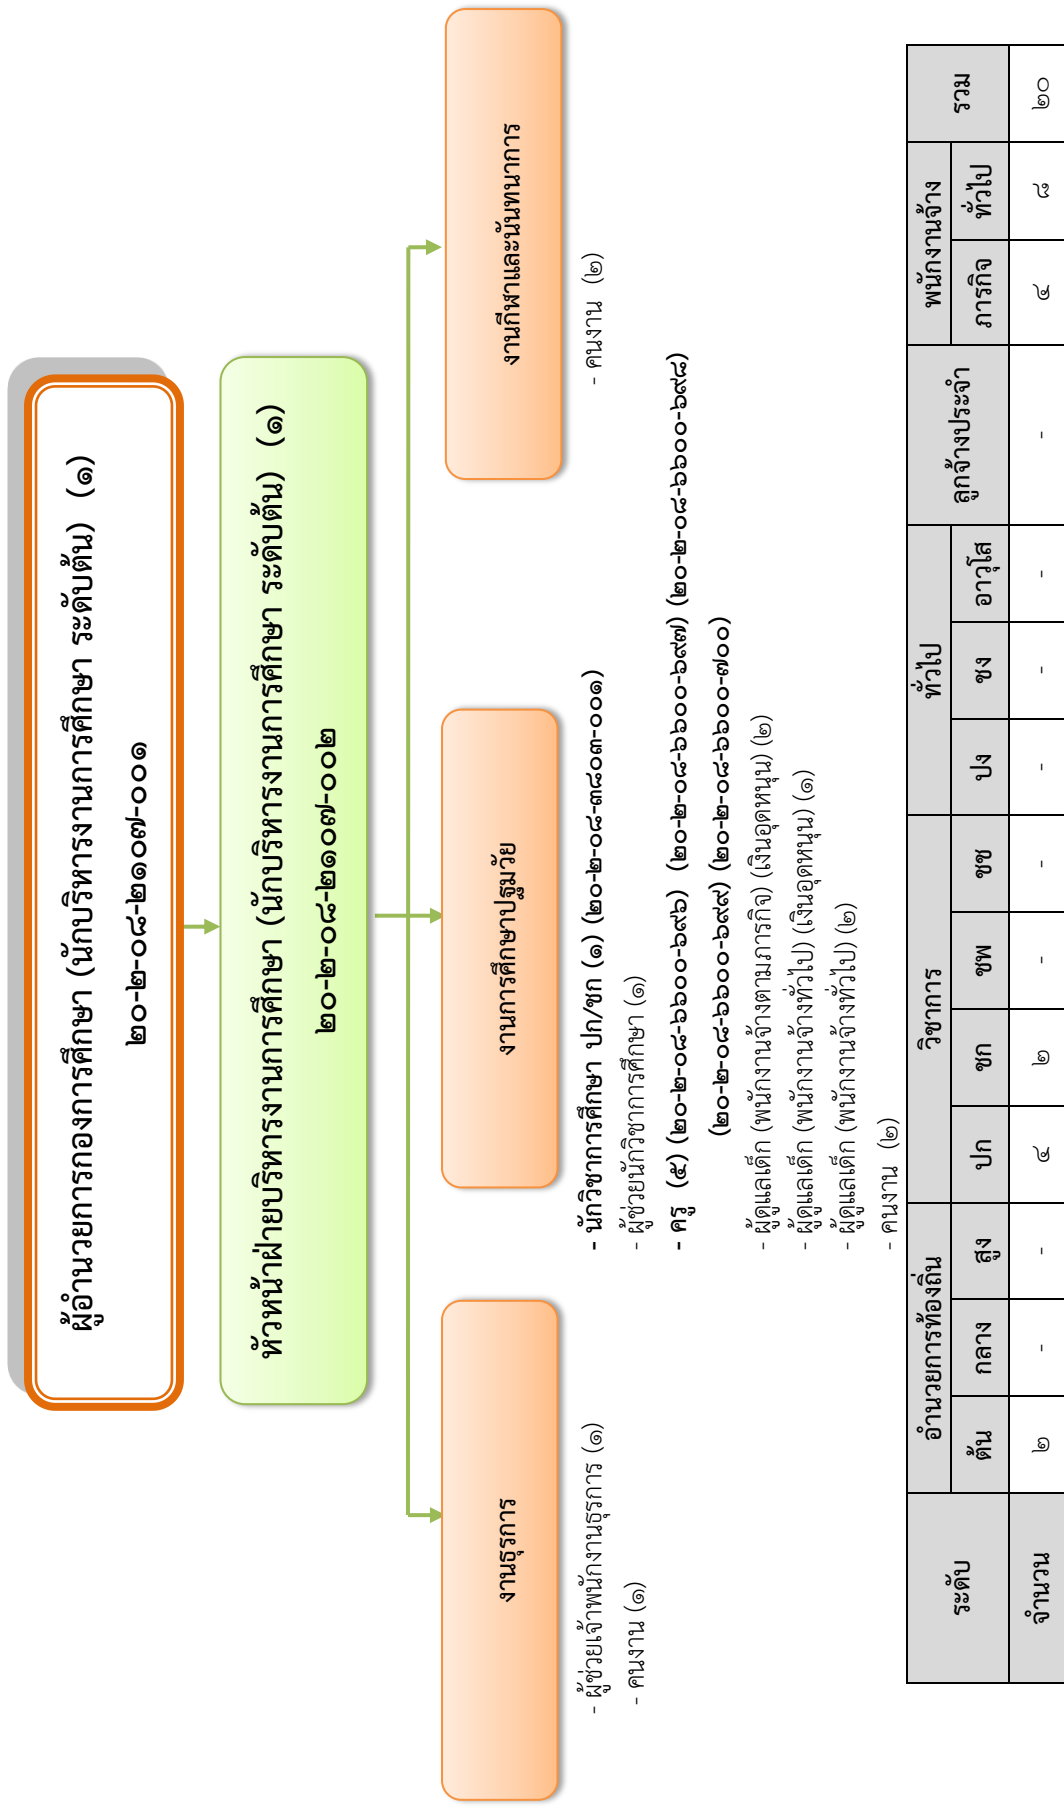 ผู้อำนวยการกองการศึกษา (นักบริหารงานการศึกษา ระดับต้น) (๑)
๒๐-๒-๐๘-๒๑๐๗-๐๐๑
หัวหน้าฝ่ายบริหารงานการศึกษา (นักบริหารงานการศึกษา ระดับต้น) (๑)
๒๐-๒-๐๘-๒๑๐๗-๐๐๒
งานธุรการ
- ผู้ช่วยเจ้าพนักงานธุรการ (๑)
- คนงาน (๑)
งานการศึกษาปฐมวัย
- นักวิชาการศึกษา ปก/ชก (๑) (๒๐-๒-๐๘-๓๘๐๓-๐๐๑)
- ผู้ช่วยนักวิชาการศึกษา (๑)
- ครู (๕) (๒๐-๒-๐๘-๖๖๐๐-๖๙๖) (๒๐-๒-๐๘-๖๖๐๐-๖๙๗) (๒๐-๒-๐๘-๖๖๐๐-๖๙๘)
(๒๐-๒-๐๘-๖๖๐๐-๖๙๙) (๒๐-๒-๐๘-๖๖๐๐-๗๐๐)
- ผู้ดูแลเด็ก (พนักงานจ้างตามภารกิจ) (เงินอุดหนุน) (๒)
- ผู้ดูแลเด็ก (พนักงานจ้างทั่วไป) (เงินอุดหนุน) (๑)
- ผู้ดูแลเด็ก (พนักงานจ้างทั่วไป) (๒)
- คนงาน (๒)
งานกีฬาและนันทนาการ
- คนงาน (๒)
ระดับ อำนวยการท้องถิ่น วิชาการ ทั่วไป ลูกจ้างประจำ พนักงานจ้าง รวม
ต้น กลาง สูง ปก ชก ชพ ชช ปง ชง อาวุโส ภารกิจ ทั่วไป
จำนวน ๒ - - ๔ ๒ - - - - - - ๔ ๘ ๒๐